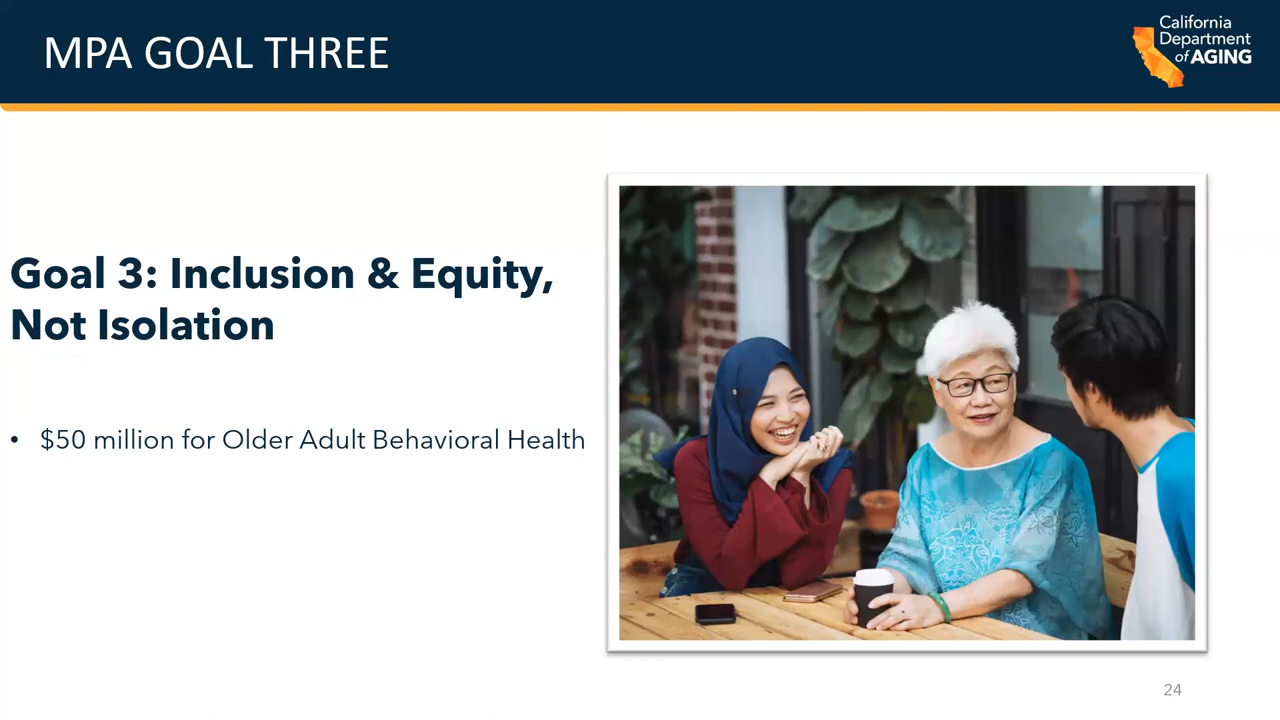 MPA GOAL THREE
California
Department
of AGING
Goal 3: Inclusion & Equity,
Not Isolation
• $50 million for Older Adult Behavioral Health
24